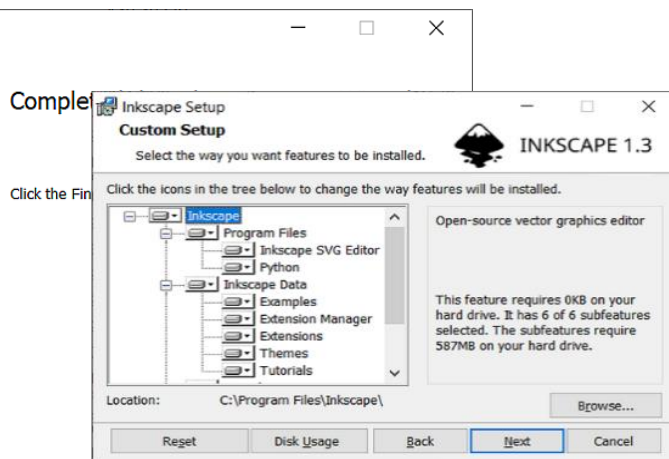 Complet
Click the Fin
Inkscape Setup
Custom Setup
Select the way you want features to be installed.
INKSCAPE 1.3
Click the icons in the tree below to change the way features will be installed.
Inkscape
Program Files
Inkscape SVG Editor
Python
Inkscape Data
Examples
Extension Manager
Extensions
Themes
Tutorials
Open-source vector graphics editor
This feature requires 0KB on your
hard drive. It has 6 of 6 subfeatures
selected. The subfeatures require
587MB on your hard drive.
Location: C:\Program Files\Inkscape\
Browse...
Reset Disk Usage Back Next Cancel